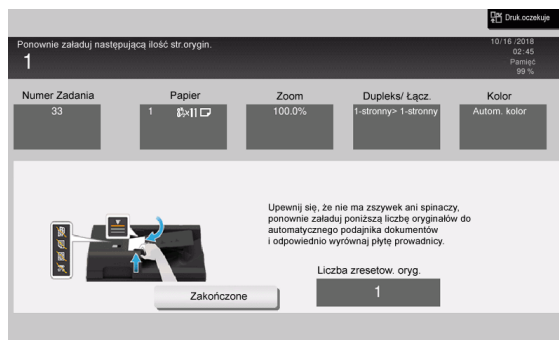 Druk.oczekuje
Ponownie załaduj następującą ilość str.orygin.
1
10/16 /2018
02:45
Pamięć
99 %
Numer Zadania
Papier
Zoom
Dupleks/ Łącz.
Kolor
33
1
8½×11
100.0%
1-stronny> 1-stronny
Autom. kolor
Upewnij się, że nie ma zszywek ani spinaczy,
ponownie załaduj poniższą liczbę oryginałów do
automatycznego podajnika dokumentów
i odpowiednio wyrównaj płytę prowadnicy.
Liczba zresetow. oryg.
1
Zakończone